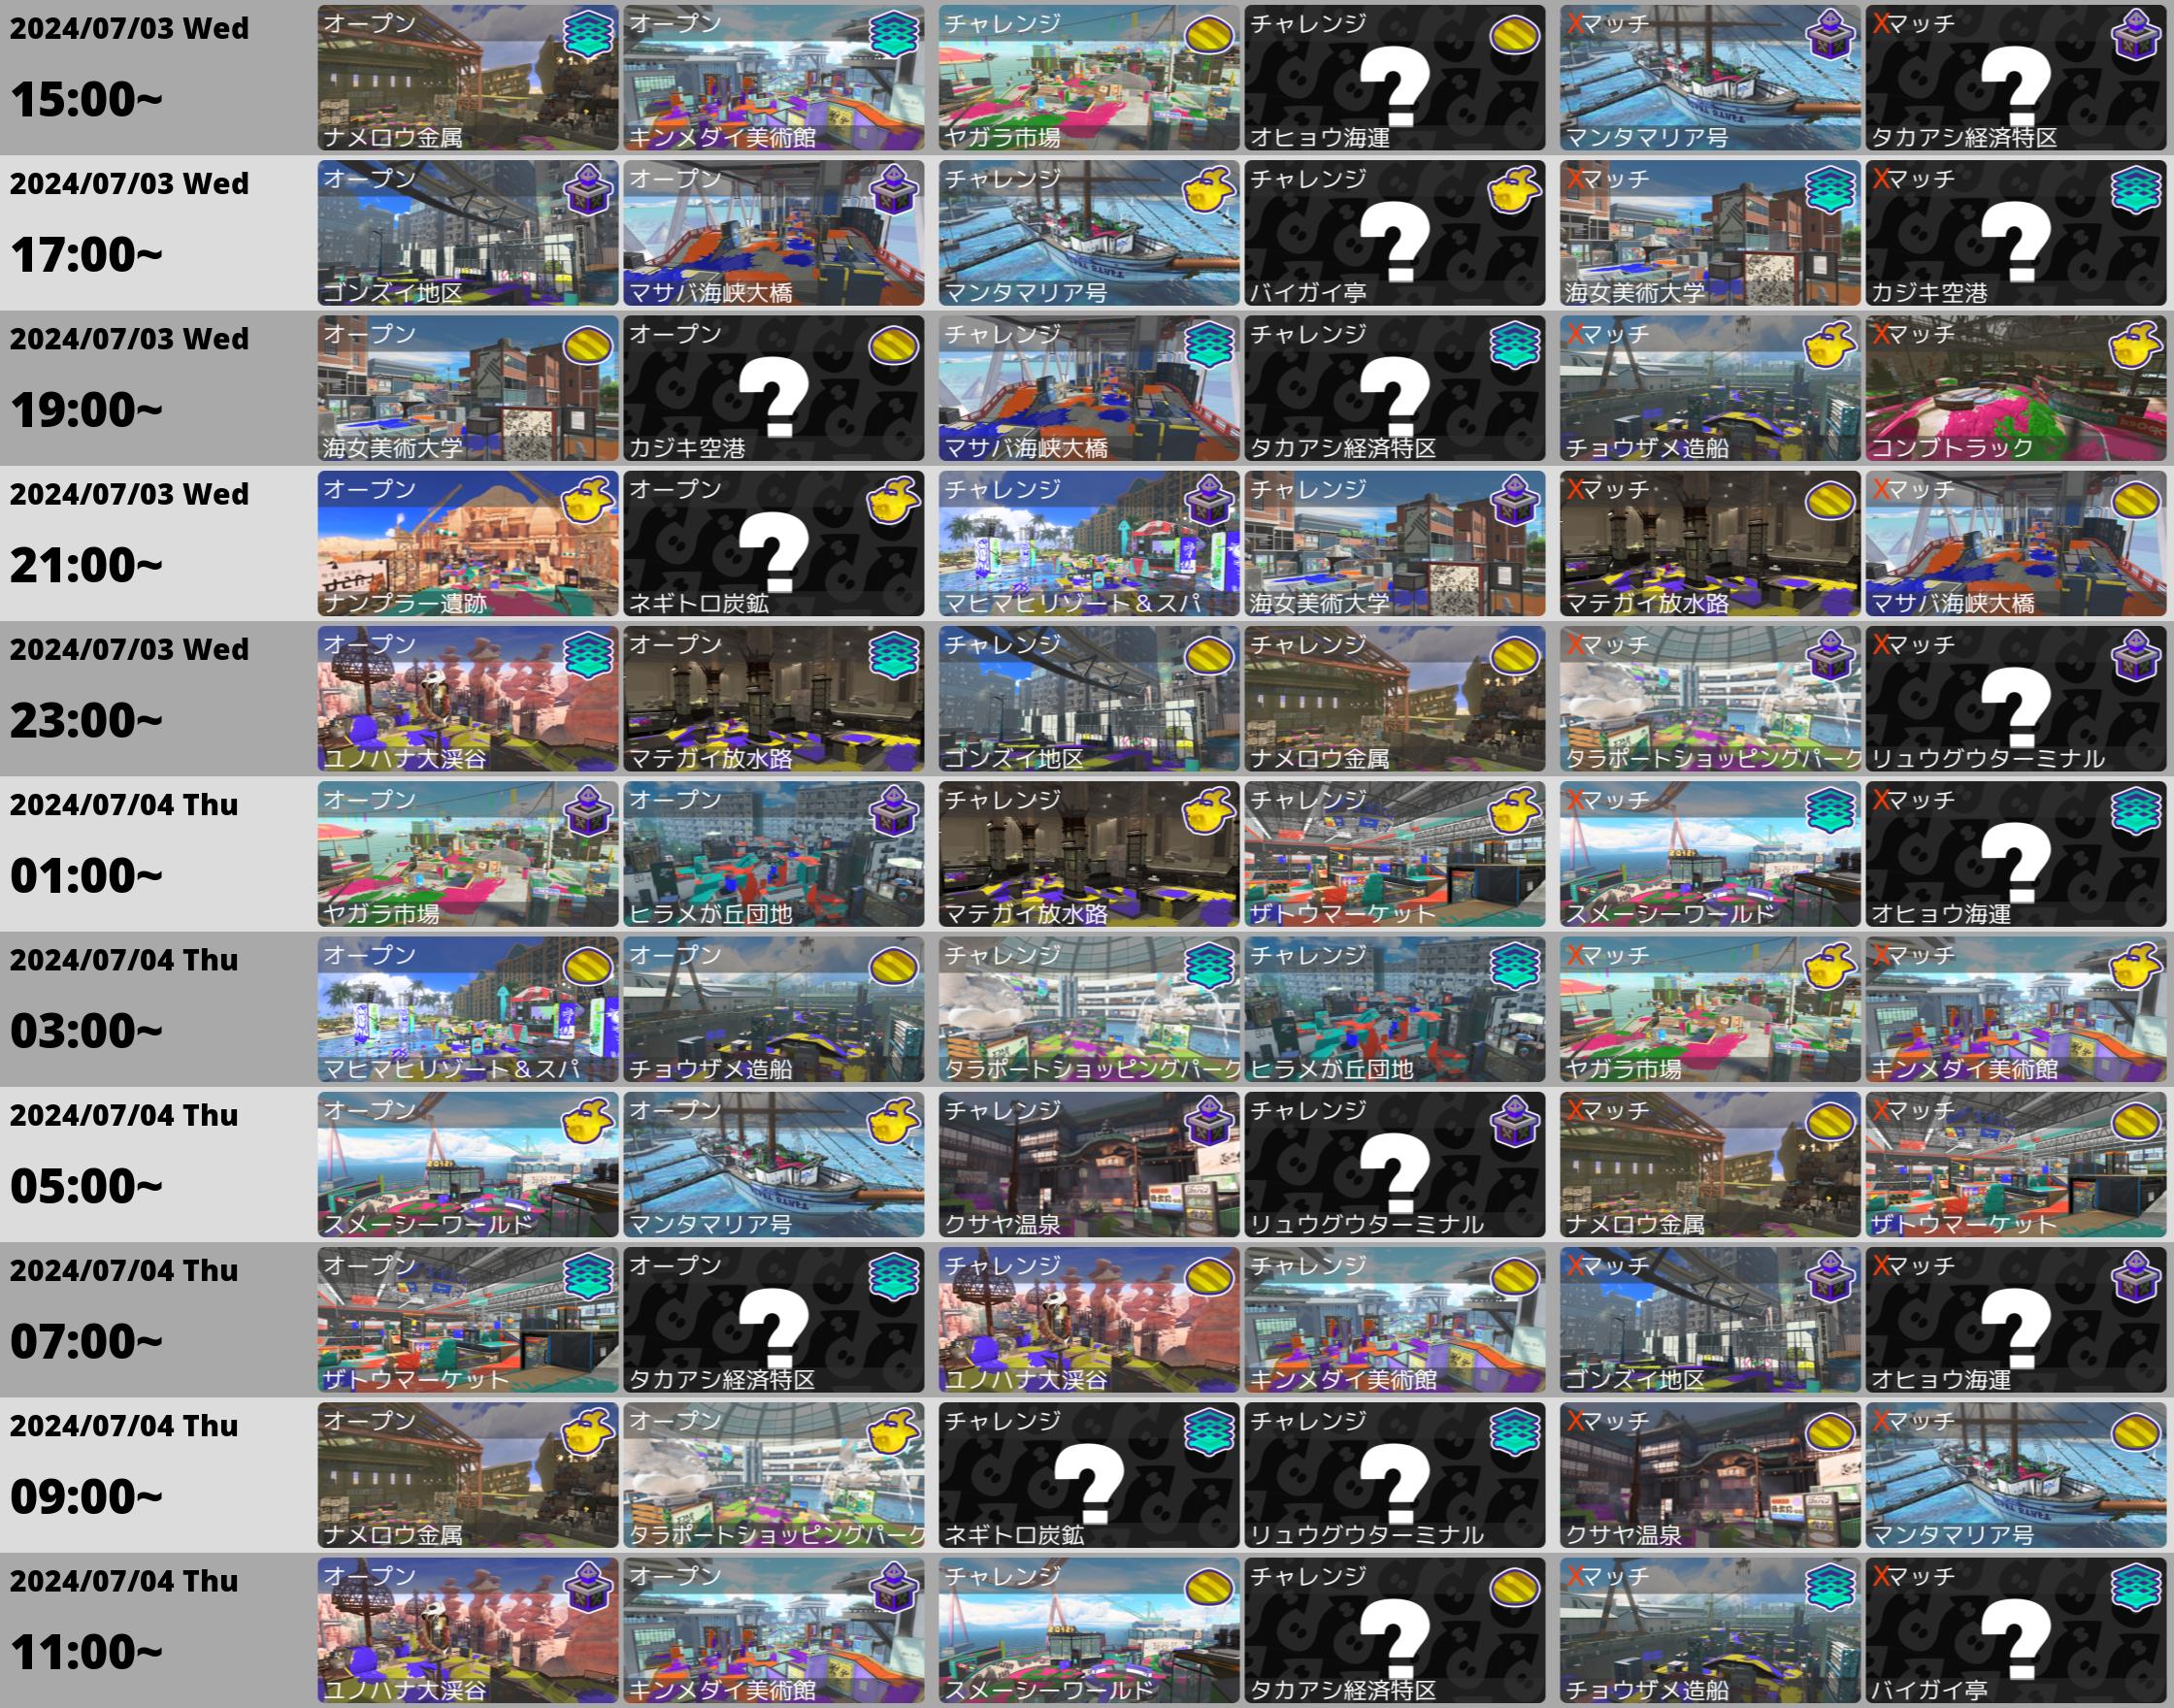 2024/07/03 Wed
15:00~
オープン
ナメロウ金属
オープン
キンメダイ美術館
チャレンジ
ヤガラ市場
チャレンジ
?
オヒョウ海運
Xマッチ
マンタマリア号
Xマッチ
?
タカアシ経済特区
2024/07/03 Wed
17:00~
オープン
ゴンズイ地区
オープン
マサバ海峡大橋
チャレンジ
マンタマリア号
チャレンジ
?
バイガイ亭
Xマッチ
海女美術大学
Xマッチ
?
カジキ空港
2024/07/03 Wed
19:00~
オープン
海女美術大学
オープン
?
カジキ空港
チャレンジ
マサバ海峡大橋
チャレンジ
?
タカアシ経済特区
Xマッチ
チョウザメ造船
Xマッチ
コンブトラック
2024/07/03 Wed
21:00~
オープン
ナンプラー遺跡
オープン
?
ネギトロ炭鉱
チャレンジ
マヒマヒリゾート&スパ
チャレンジ
海女美術大学
Xマッチ
マテガイ放水路
Xマッチ
マサバ海峡大橋
2024/07/03 Wed
23:00~
オープン
ユノハナ大渓谷
オープン
マテガイ放水路
チャレンジ
ゴンズイ地区
チャレンジ
ナメロウ金属
Xマッチ
タラポートショッピングパーク
Xマッチ
?
リュウグウターミナル
2024/07/04 Thu
01:00~
オープン
ヤガラ市場
オープン
ヒラメが丘団地
チャレンジ
マテガイ放水路
チャレンジ
ザトウマーケット
Xマッチ
スメーシーワールド
Xマッチ
?
オヒョウ海運
2024/07/04 Thu
03:00~
オープン
マヒマヒリゾート&スパ
オープン
チョウザメ造船
チャレンジ
タラポートショッピングパーク
チャレンジ
ヒラメが丘団地
Xマッチ
ヤガラ市場
Xマッチ
キンメダイ美術館
2024/07/04 Thu
05:00~
オープン
スメーシーワールド
オープン
マンタマリア号
チャレンジ
クサヤ温泉
チャレンジ
?
リュウグウターミナル
Xマッチ
ナメロウ金属
Xマッチ
ザトウマーケット
2024/07/04 Thu
07:00~
オープン
ザトウマーケット
オープン
?
タカアシ経済特区
チャレンジ
ユノハナ大渓谷
チャレンジ
キンメダイ美術館
Xマッチ
ゴンズイ地区
Xマッチ
?
オヒョウ海運
2024/07/04 Thu
09:00~
オープン
ナメロウ金属
オープン
タラポートショッピングパーク
チャレンジ
?
ネギトロ炭鉱
チャレンジ
?
リュウグウターミナル
Xマッチ
クサヤ温泉
Xマッチ
マンタマリア号
2024/07/04 Thu
11:00~
オープン
ユノハナ大渓谷
オープン
キンメダイ美術館
チャレンジ
スメーシーワールド
チャレンジ
?
タカアシ経済特区
Xマッチ
チョウザメ造船
Xマッチ
?
バイガイ亭